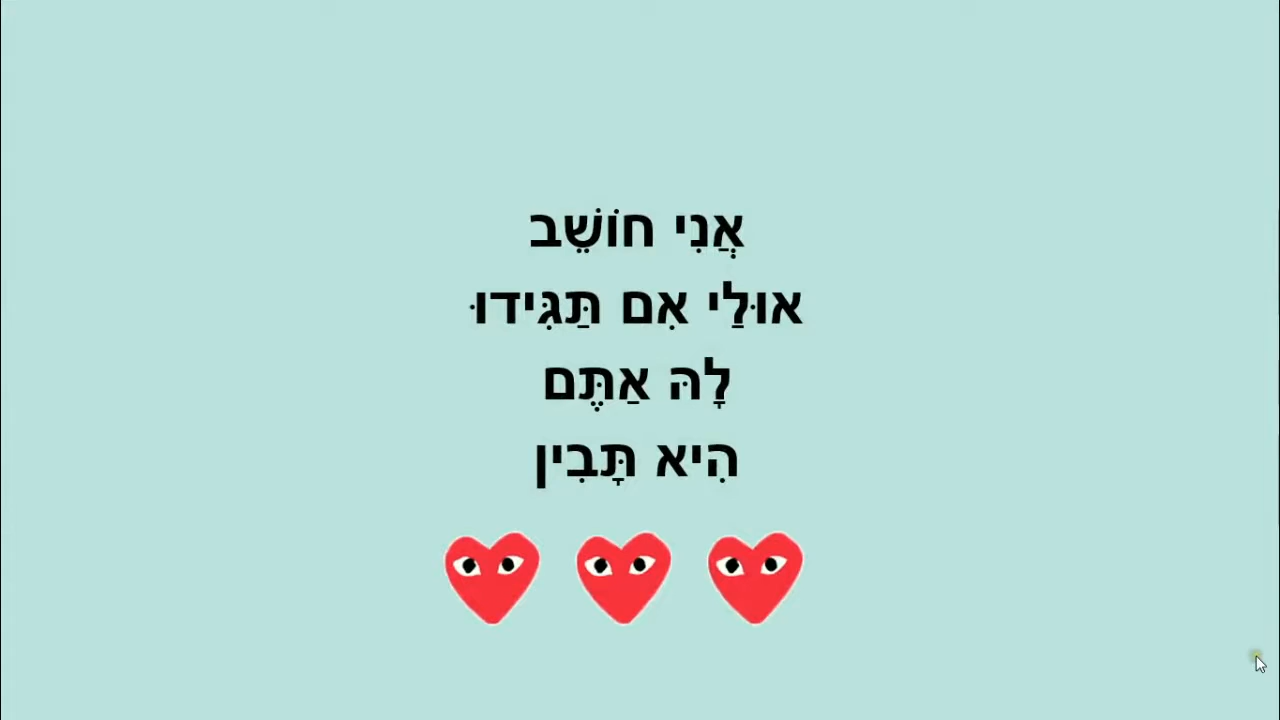 אֲנִי חוֹשֵׁב
אוּלַי אִם תַּגִּידוּ
לָהּ אַתֶּם
הִיא תָּבִין